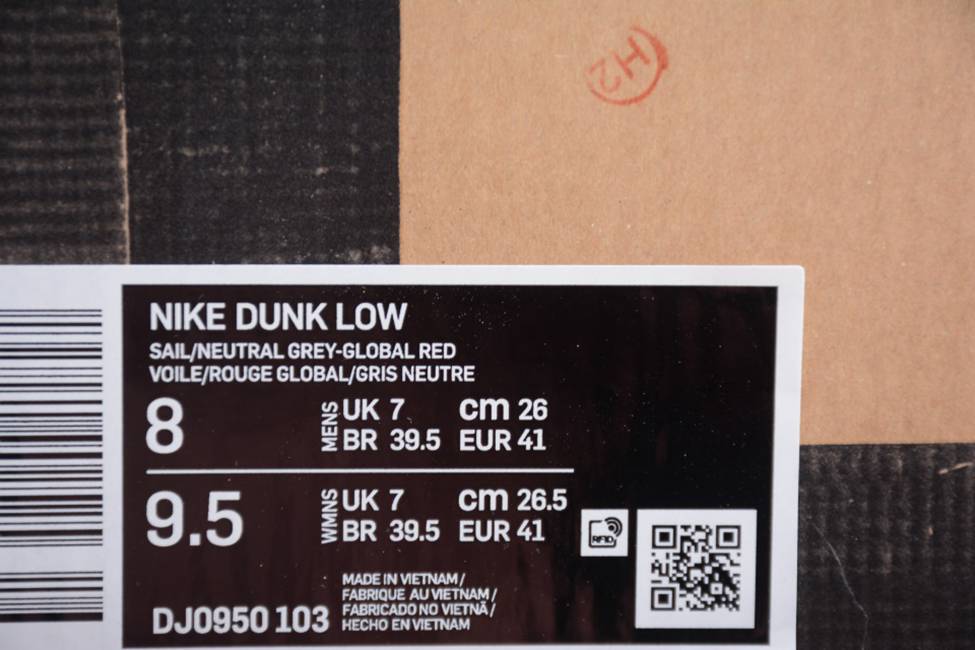 H2
NIKE DUNK LOW
SAIL/NEUTRAL GREY-GLOBAL RED
VOILE/ROUGE GLOBAL/GRIS NEUTRE
8 MENS UK 7 cm 26
BR 39.5 EUR 41
9.5 WMNS UK 7 cm 26.5
BR 39.5 EUR 41
RFID
MADE IN VIETNAM/
FABRIQUE AU VIETNAM/
FABRICADO NO VIETNÃ/
HECHO EN VIETNAM
DJ0950 103